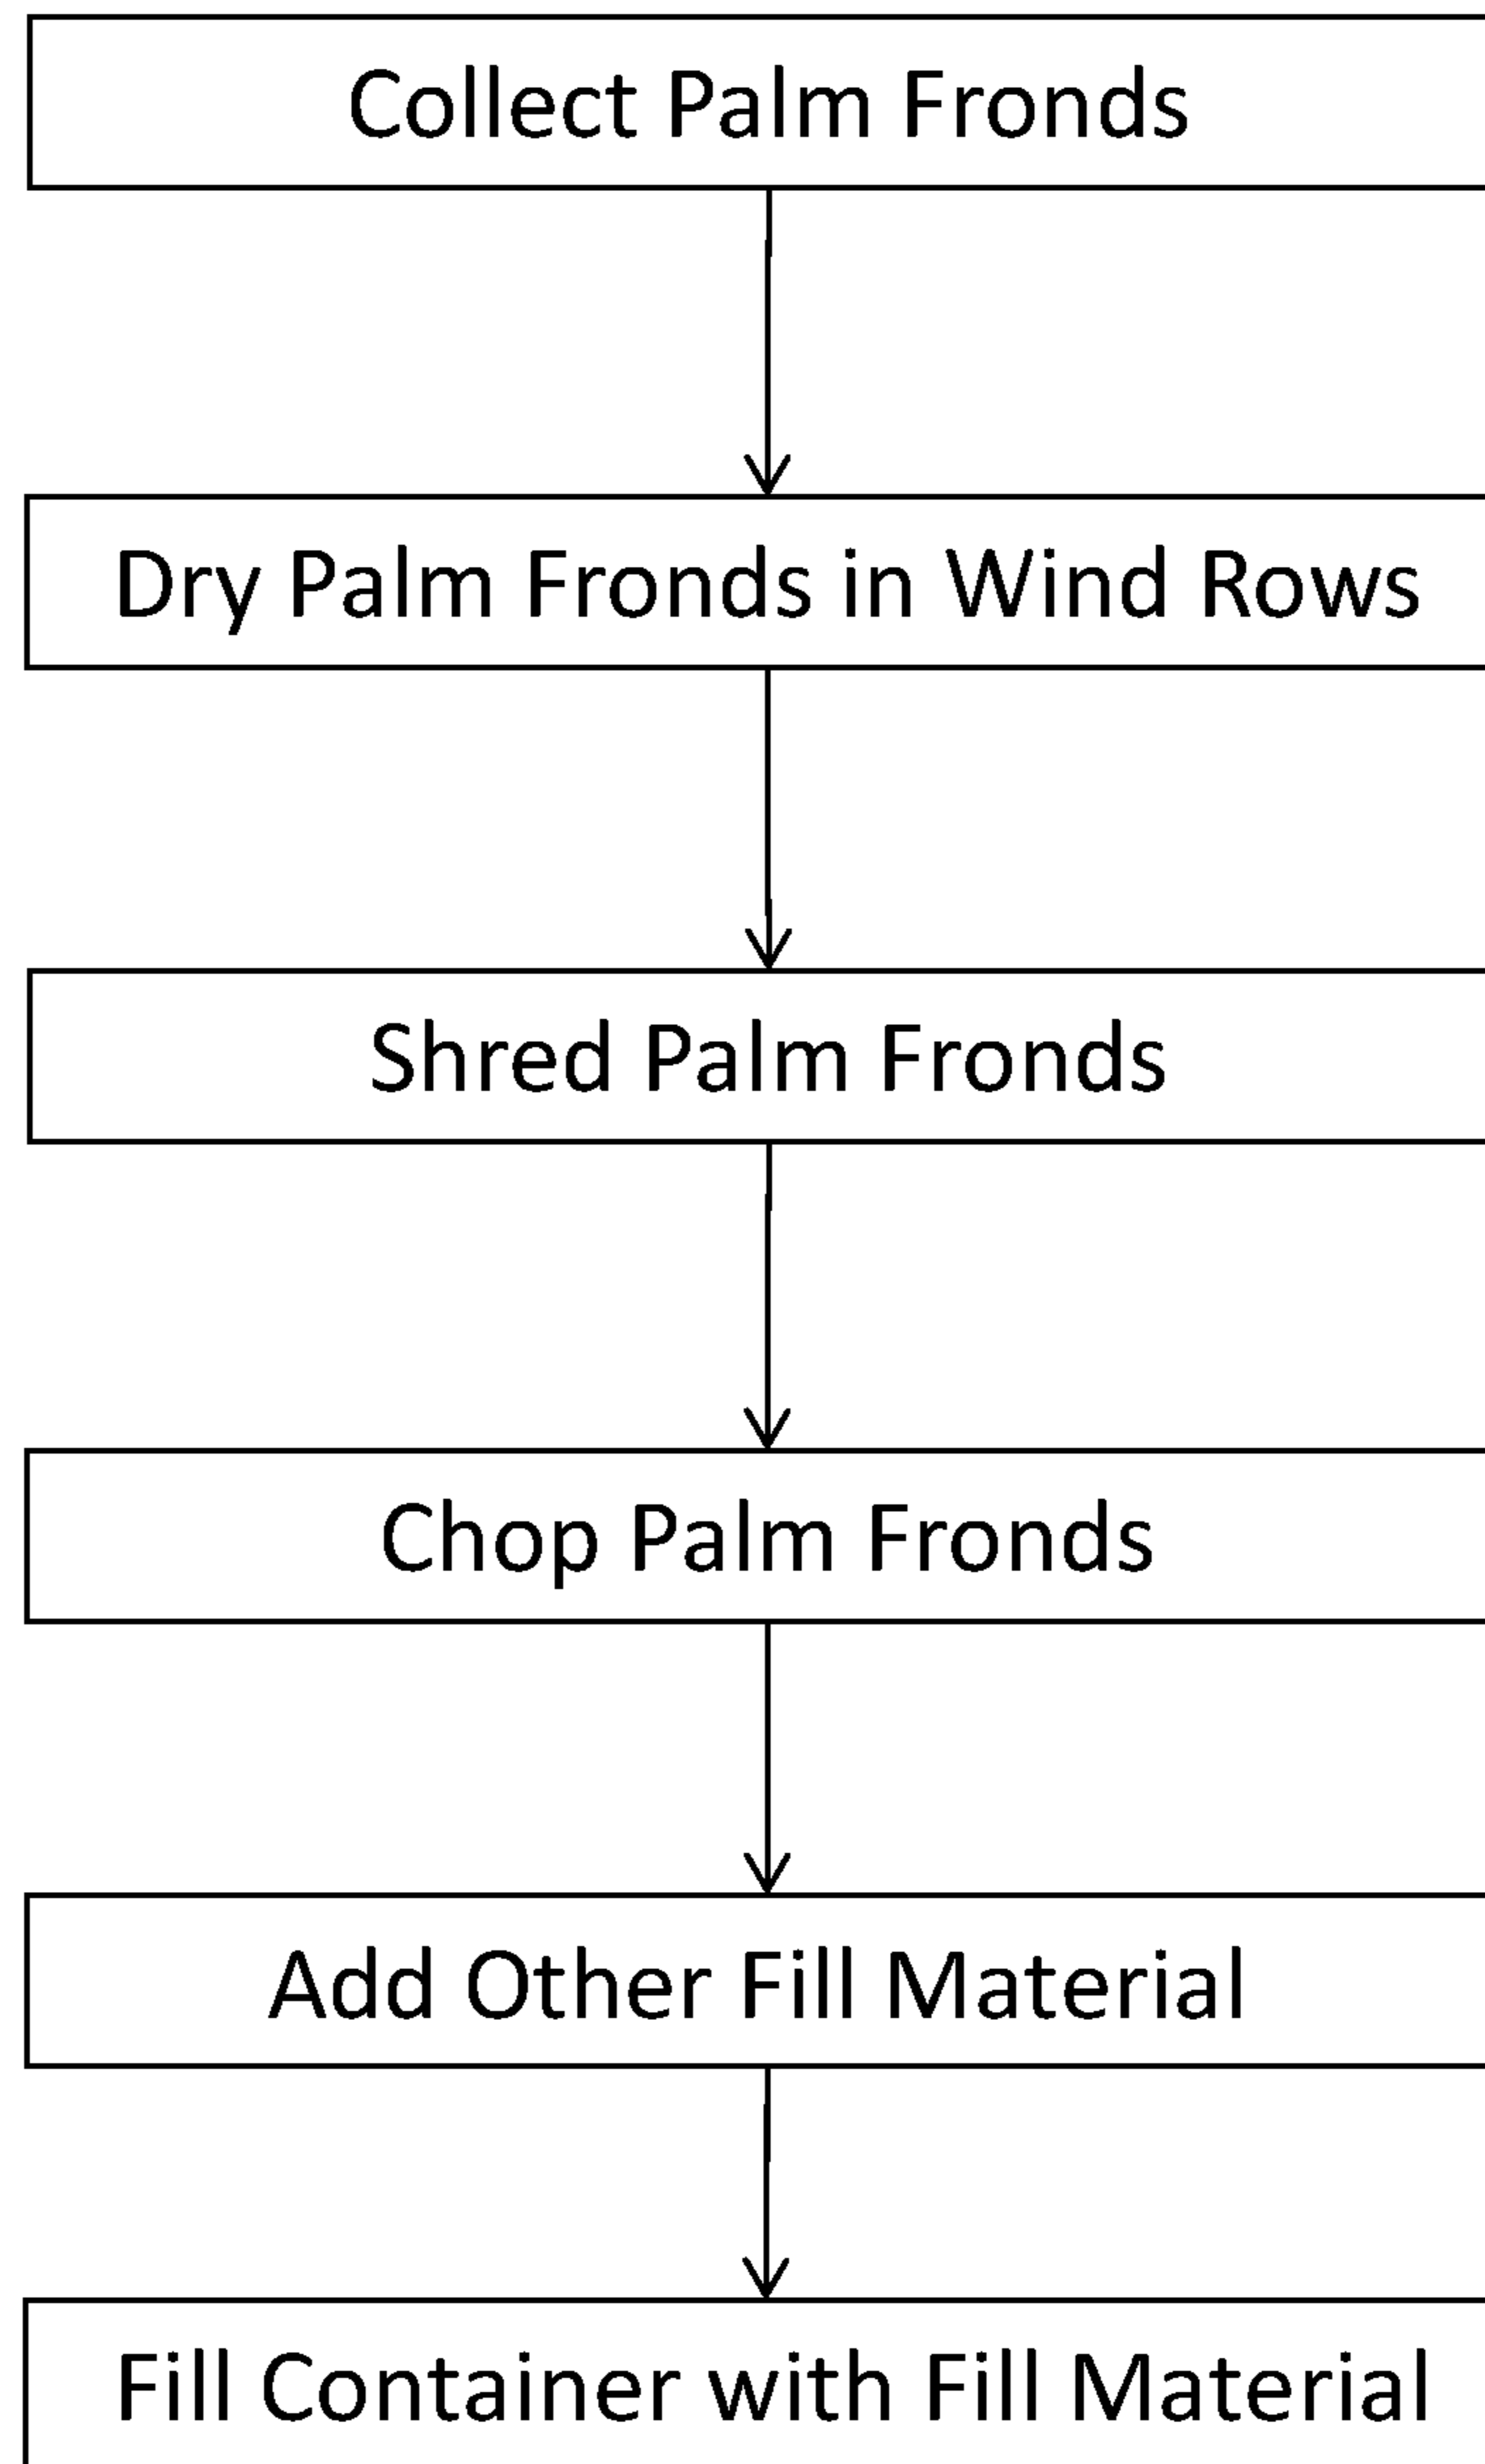 Collect Palm Fronds
Dry Palm Fronds in Wind Rows
Shred Palm Fronds
Chop Palm Fronds
Add Other Fill Material
Fill Container with Fill Material